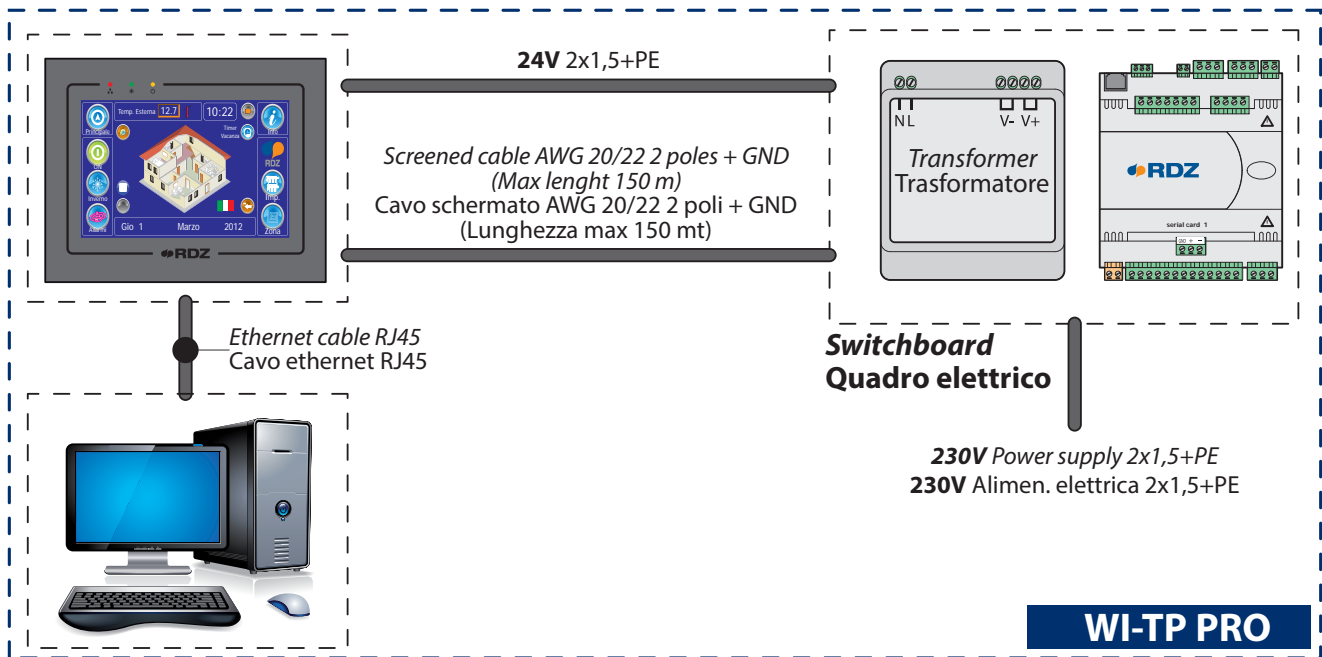 24V 2x1,5+PE
Screened cable AWG 20/22 2 poles + GND
(Max lenght 150 m)
Cavo schermato AWG 20/22 2 poli + GND
(Lunghezza max 150 mt)
Temp. Esterna 12.7 10:22
Principale
Timer
Vacanze
Info
RDZ
Inverno
Imp.
Gio 1 Marzo 2012
Zona
RDZ
N L V- V+
Transformer
Trasformatore
RDZ
serial card 1
Ethernet cable RJ45
Cavo ethernet RJ45
Switchboard
Quadro elettrico
230V Power supply 2x1,5+PE
230V Alimen. elettrica 2x1,5+PE
WI-TP PRO